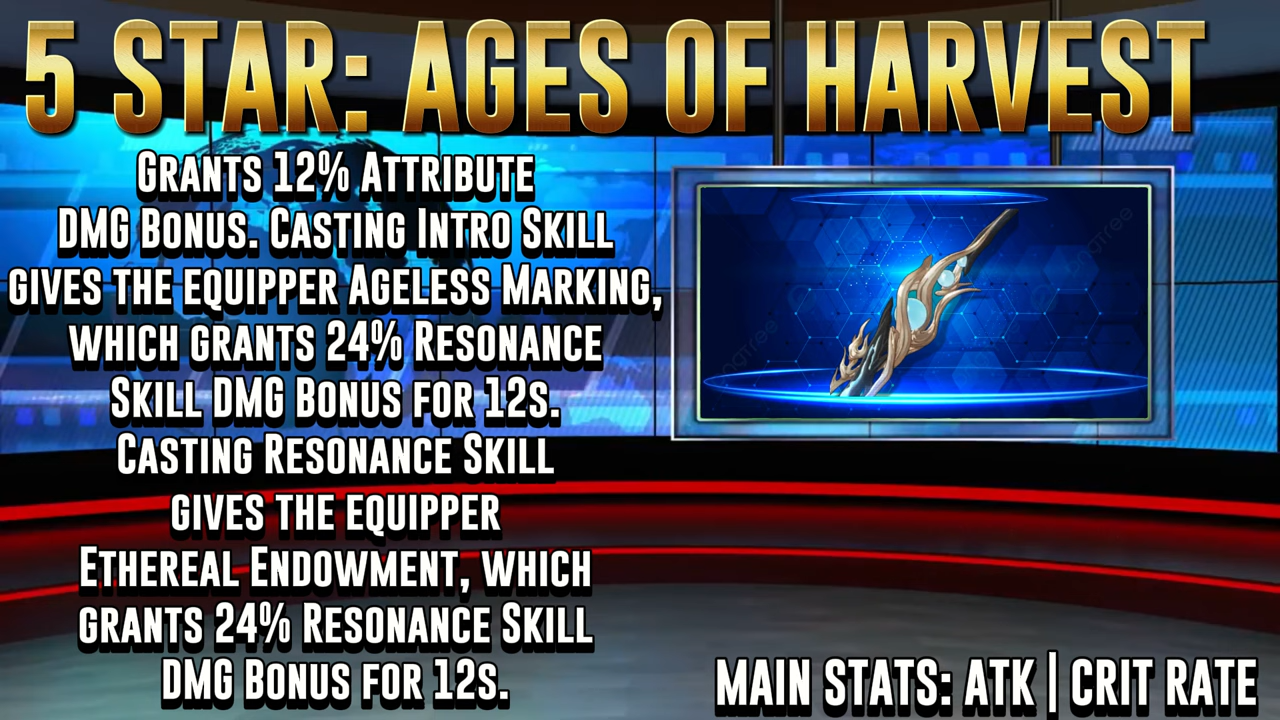 5 STAR: AGES OF HARVEST
GRANTS 12% ATTRIBUTE
DMG BONUS. CASTING INTRO SKILL
GIVES THE EQUIPPER AGELESS MARKING,
WHICH GRANTS 24% RESONANCE
SKILL DMG BONUS FOR 12S.
CASTING RESONANCE SKILL
GIVES THE EQUIPPER
ETHEREAL ENDOWMENT, WHICH
GRANTS 24% RESONANCE SKILL
DMG BONUS FOR 12S.
MAIN STATS: ATK | CRIT RATE